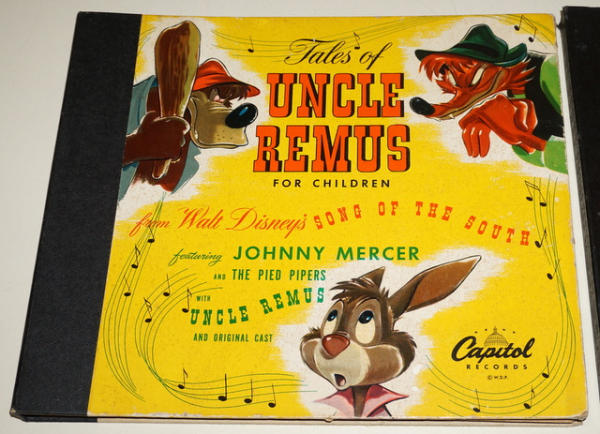 Tales of
UNCLE
REMUS
FOR CHILDREN
from Walt Disney's SONG OF THE SOUTH
featuring JOHNNY MERCER
AND THE PIED PIPERS
WITH
UNCLE REMUS
AND ORIGINAL CAST
Capitol
RECORDS
© W.D.P.